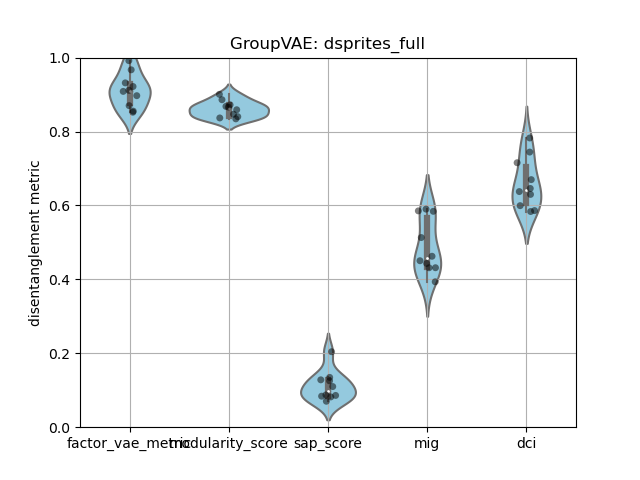 GroupVAE: dsprites_full
disentanglement metric
1.0
0.8
0.6
0.4
0.2
0.0
factor_vae_metric modularity_score sap_score mig dci